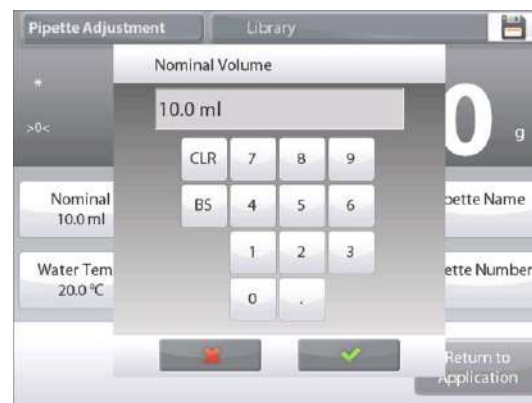 Pipette Adjustment
Library
Nominal Volume
10.0 ml
*
>0<
0
g
CLR 7 8 9
BS 4 5 6
1 2 3
0 .
Nominal
10.0 ml
pette Name
Water Tem
20.0 °C
ette Number
Return to
Application